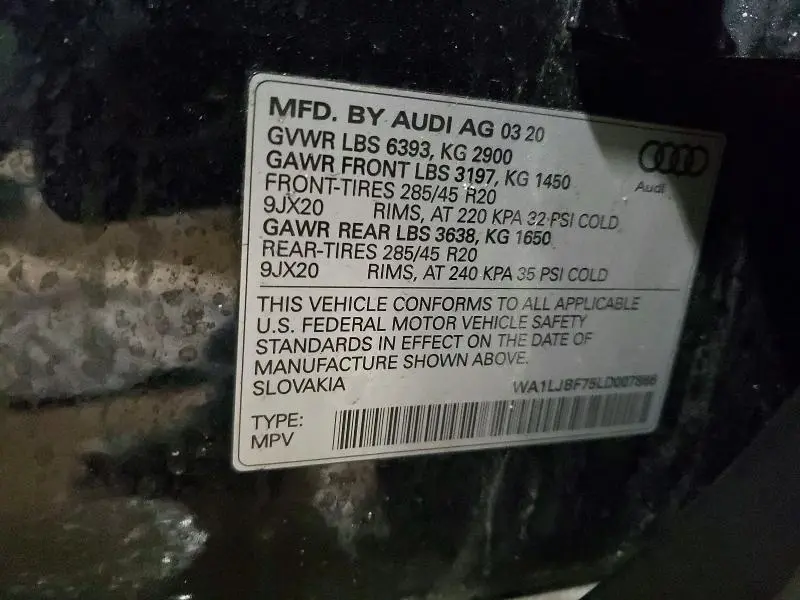 MFD. BY AUDI AG 03 20
GVWR LBS 6393, KG 2900
GAWR FRONT LBS 3197, KG 1450
FRONT-TIRES 285/45 R20
9JX20 RIMS, AT 220 KPA 32 PSI COLD
GAWR REAR LBS 3638, KG 1650
REAR-TIRES 285/45 R20
9JX20 RIMS, AT 240 KPA 35 PSI COLD
Audi
THIS VEHICLE CONFORMS TO ALL APPLICABLE
U.S. FEDERAL MOTOR VEHICLE SAFETY
STANDARDS IN EFFECT ON THE DATE OF
MANUFACTURE SHOWN ABOVE.
SLOVAKIA
TYPE:
MPV